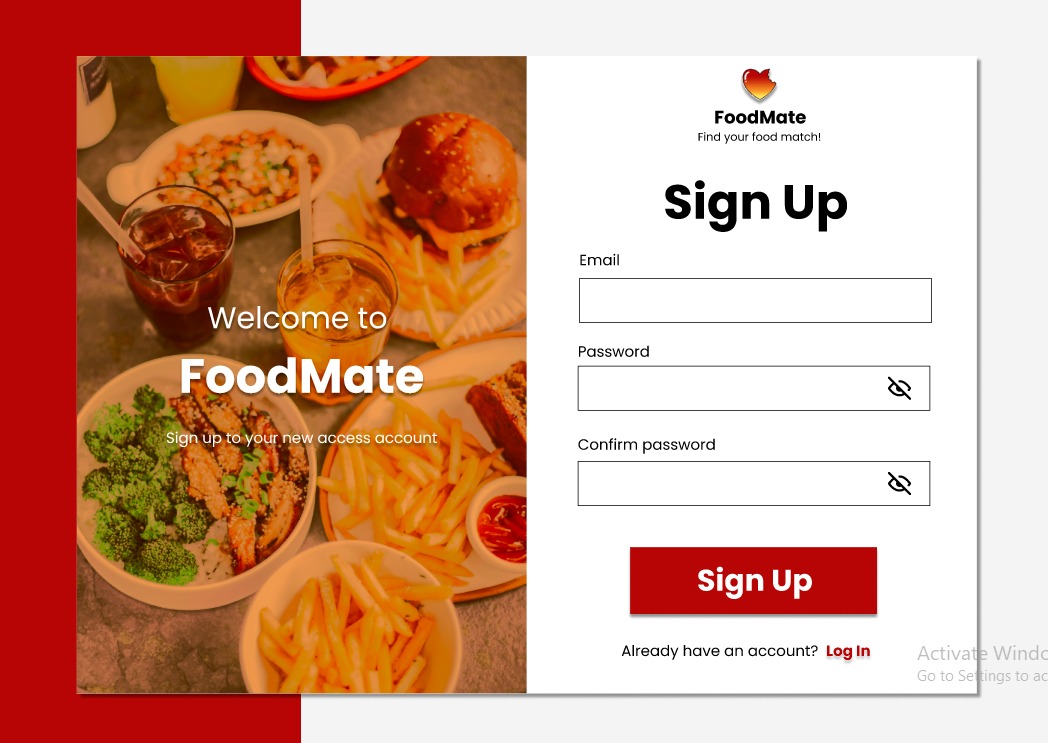 FoodMate
Find your food match!
Sign Up
Email
Password
Confirm password
Sign Up
Already have an account? Log In
Welcome to
FoodMate
Sign up to your new access account
Activate Windo
Go to Settings to ac